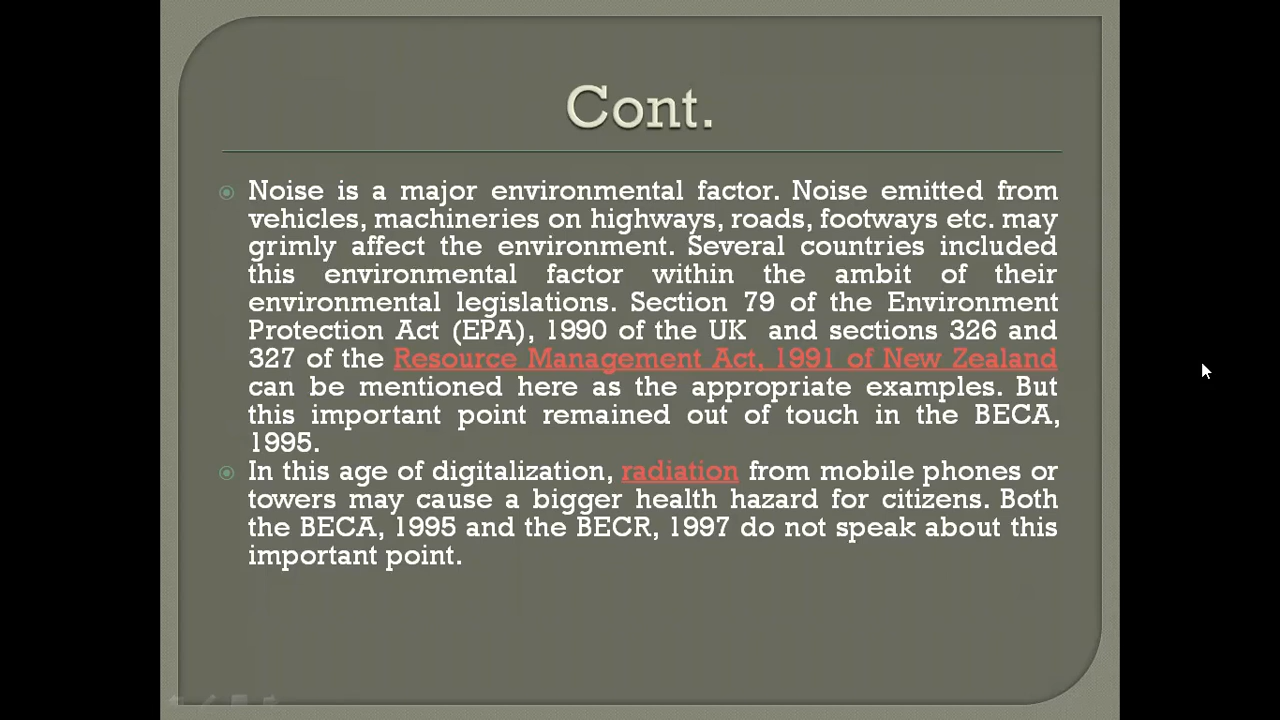 Cont.
Noise is a major environmental factor. Noise emitted from
vehicles, machineries on highways, roads, footways etc. may
grimly affect the environment. Several countries included
this environmental factor within the ambit of their
environmental legislations. Section 79 of the Environment
Protection Act (EPA), 1990 of the UK and sections 326 and
327 of the Resource Management Act, 1991 of New Zealand
can be mentioned here as the appropriate examples. But
this important point remained out of touch in the BECA,
1995.
In this age of digitalization, radiation from mobile phones or
towers may cause a bigger health hazard for citizens. Both
the BECA, 1995 and the BECR, 1997 do not speak about this
important point.